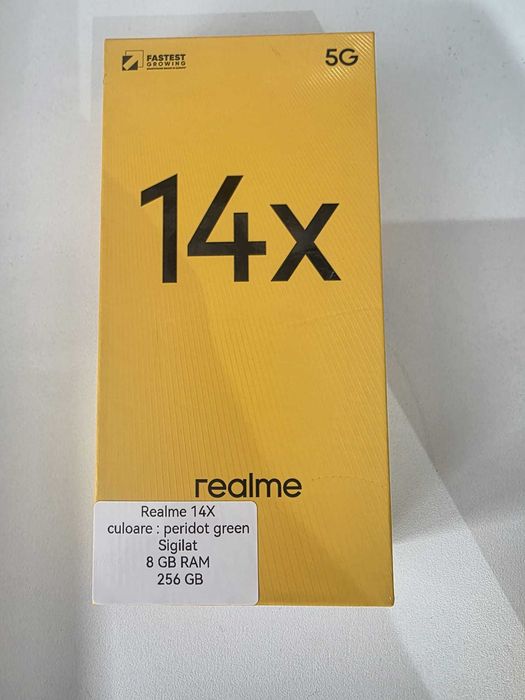 FASTEST
GROWING
5G
14x
realme
Realme 14X
culoare : peridot green
Sigilat
8 GB RAM
256 GB